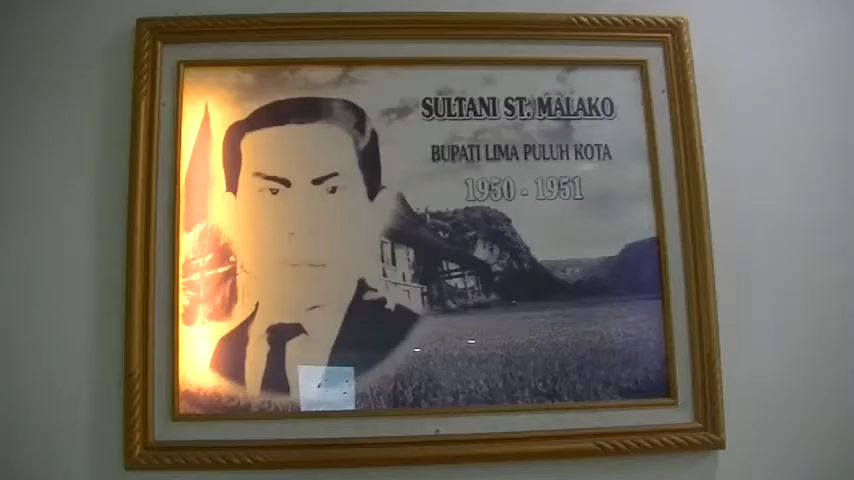 SULTANI ST. MALAKO
BUPATI LIMA PULUH KOTA
1950 - 1951